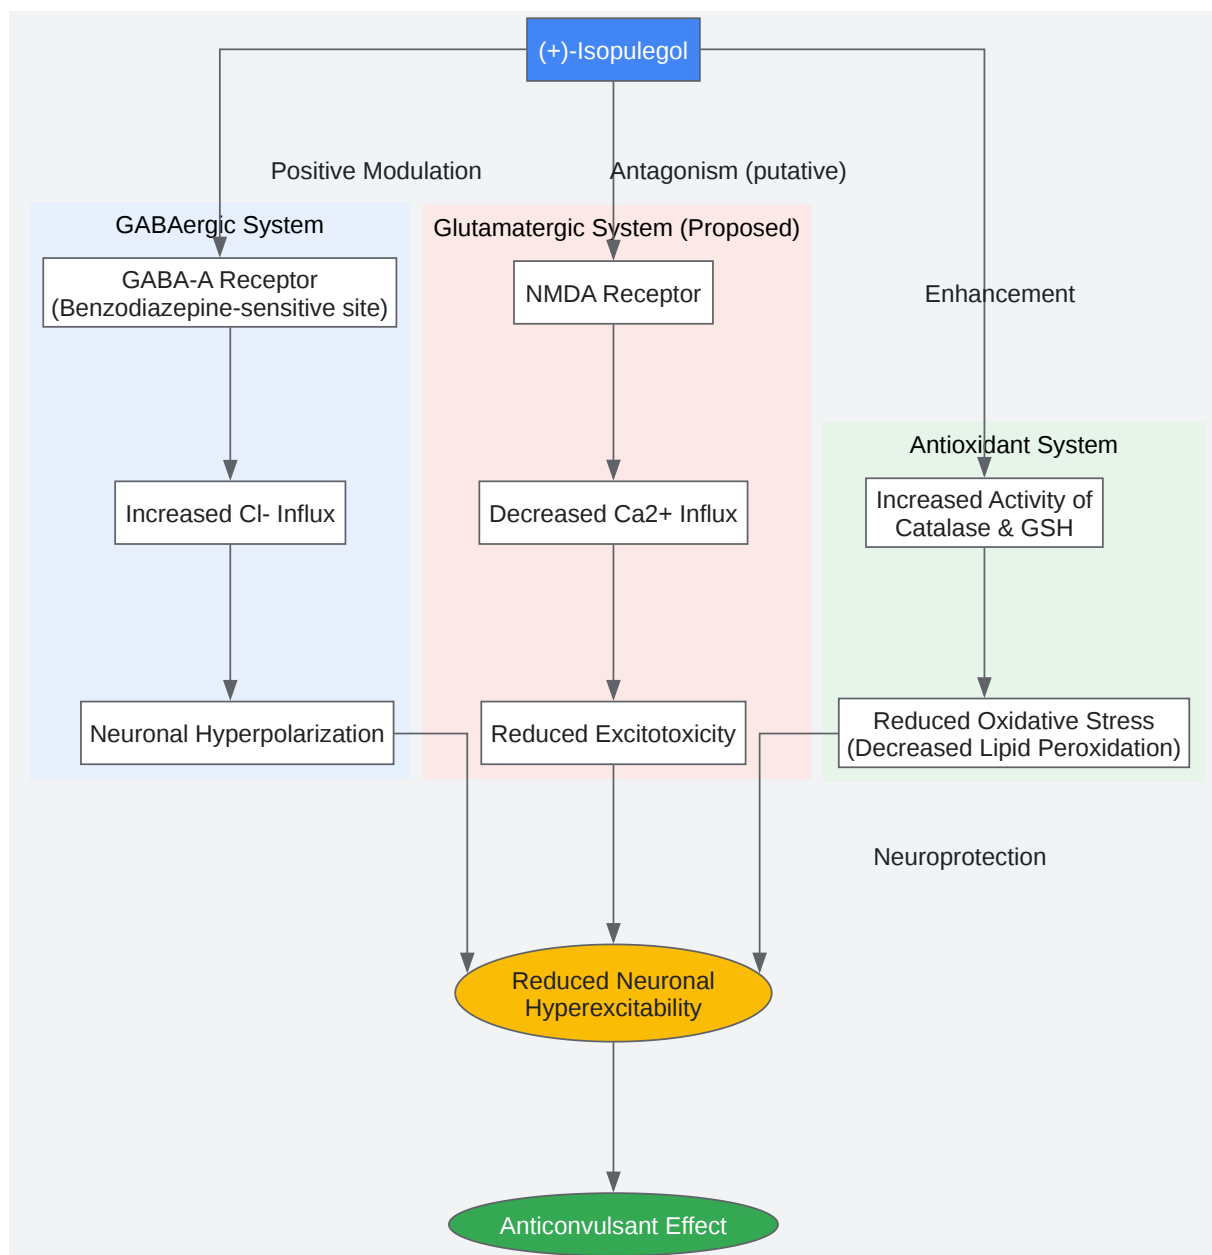 (+)-Isopulegol
Positive Modulation
Antagonism (putative)
GABAergic System
Glutamatergic System (Proposed)
GABA-A Receptor
(Benzodiazepine-sensitive site)
NMDA Receptor
Enhancement
Antioxidant System
Increased Cl- Influx
Decreased Ca2+ Influx
Increased Activity of
Catalase & GSH
Neuronal Hyperpolarization
Reduced Excitotoxicity
Reduced Oxidative Stress
(Decreased Lipid Peroxidation)
Neuroprotection
Reduced Neuronal
Hyperexcitability
Anticonvulsant Effect